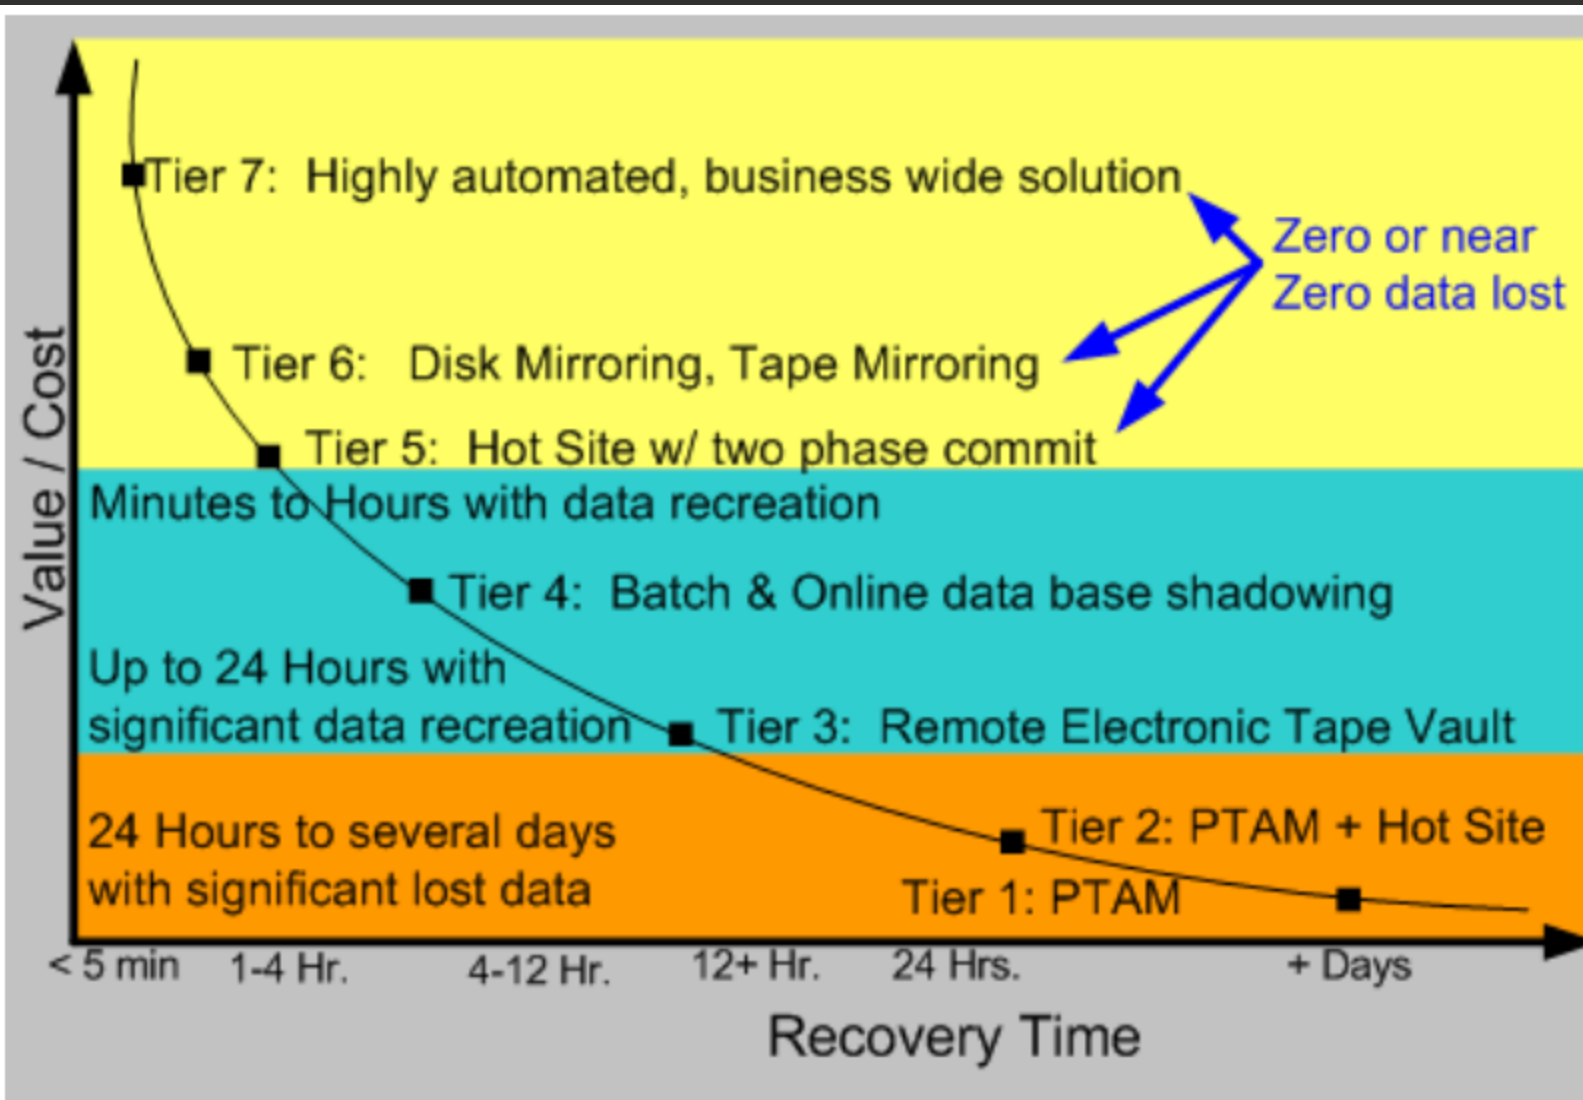 Tier 7: Highly automated, business wide solution
Zero or near
Zero data lost
Tier 6: Disk Mirroring, Tape Mirroring
Tier 5: Hot Site w/ two phase commit
Minutes to Hours with data recreation
Tier 4: Batch & Online data base shadowing
Up to 24 Hours with
significant data recreation
Tier 3: Remote Electronic Tape Vault
24 Hours to several days
with significant lost data
Tier 2: PTAM + Hot Site
Tier 1: PTAM
Value / Cost
< 5 min 1-4 Hr. 4-12 Hr. 12+ Hr. 24 Hrs. + Days
Recovery Time